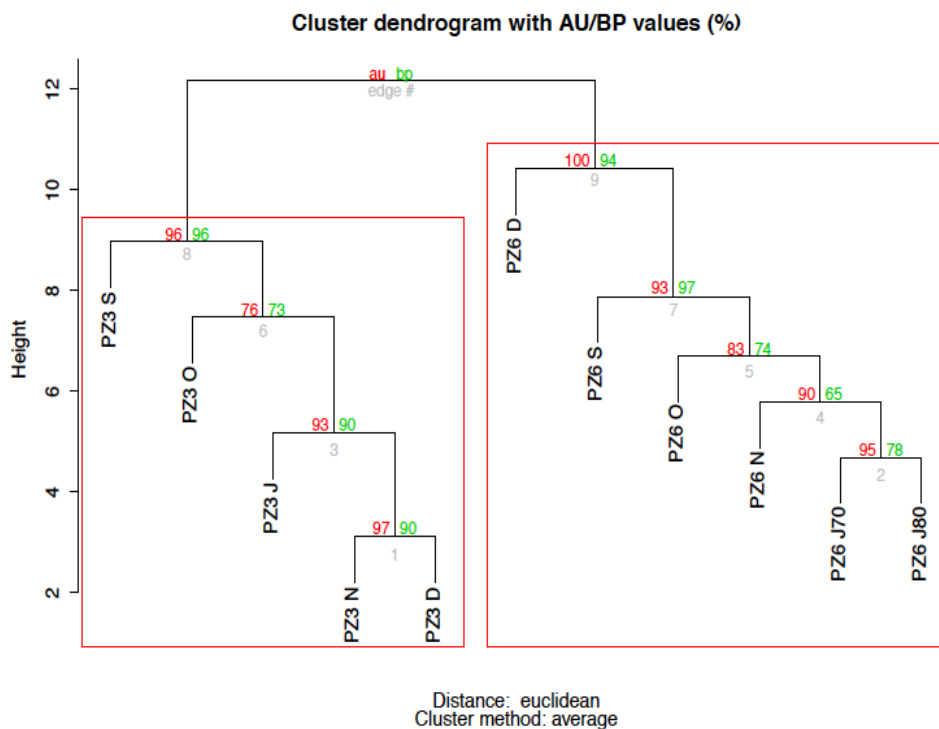 Cluster dendrogram with AU/BP values (%)
Height
12
10
8
6
4
2
au bp
edge #
100 94
9
96 96
8
93 97
7
76 73
6
83 74
5
90 65
4
93 90
3
95 78
2
97 90
1
PZ3 S
PZ3 O
PZ3 J
PZ3 N
PZ3 D
PZ6 D
PZ6 S
PZ6 O
PZ6 N
PZ6 J70
PZ6 J80
Distance: euclidean
Cluster method: average